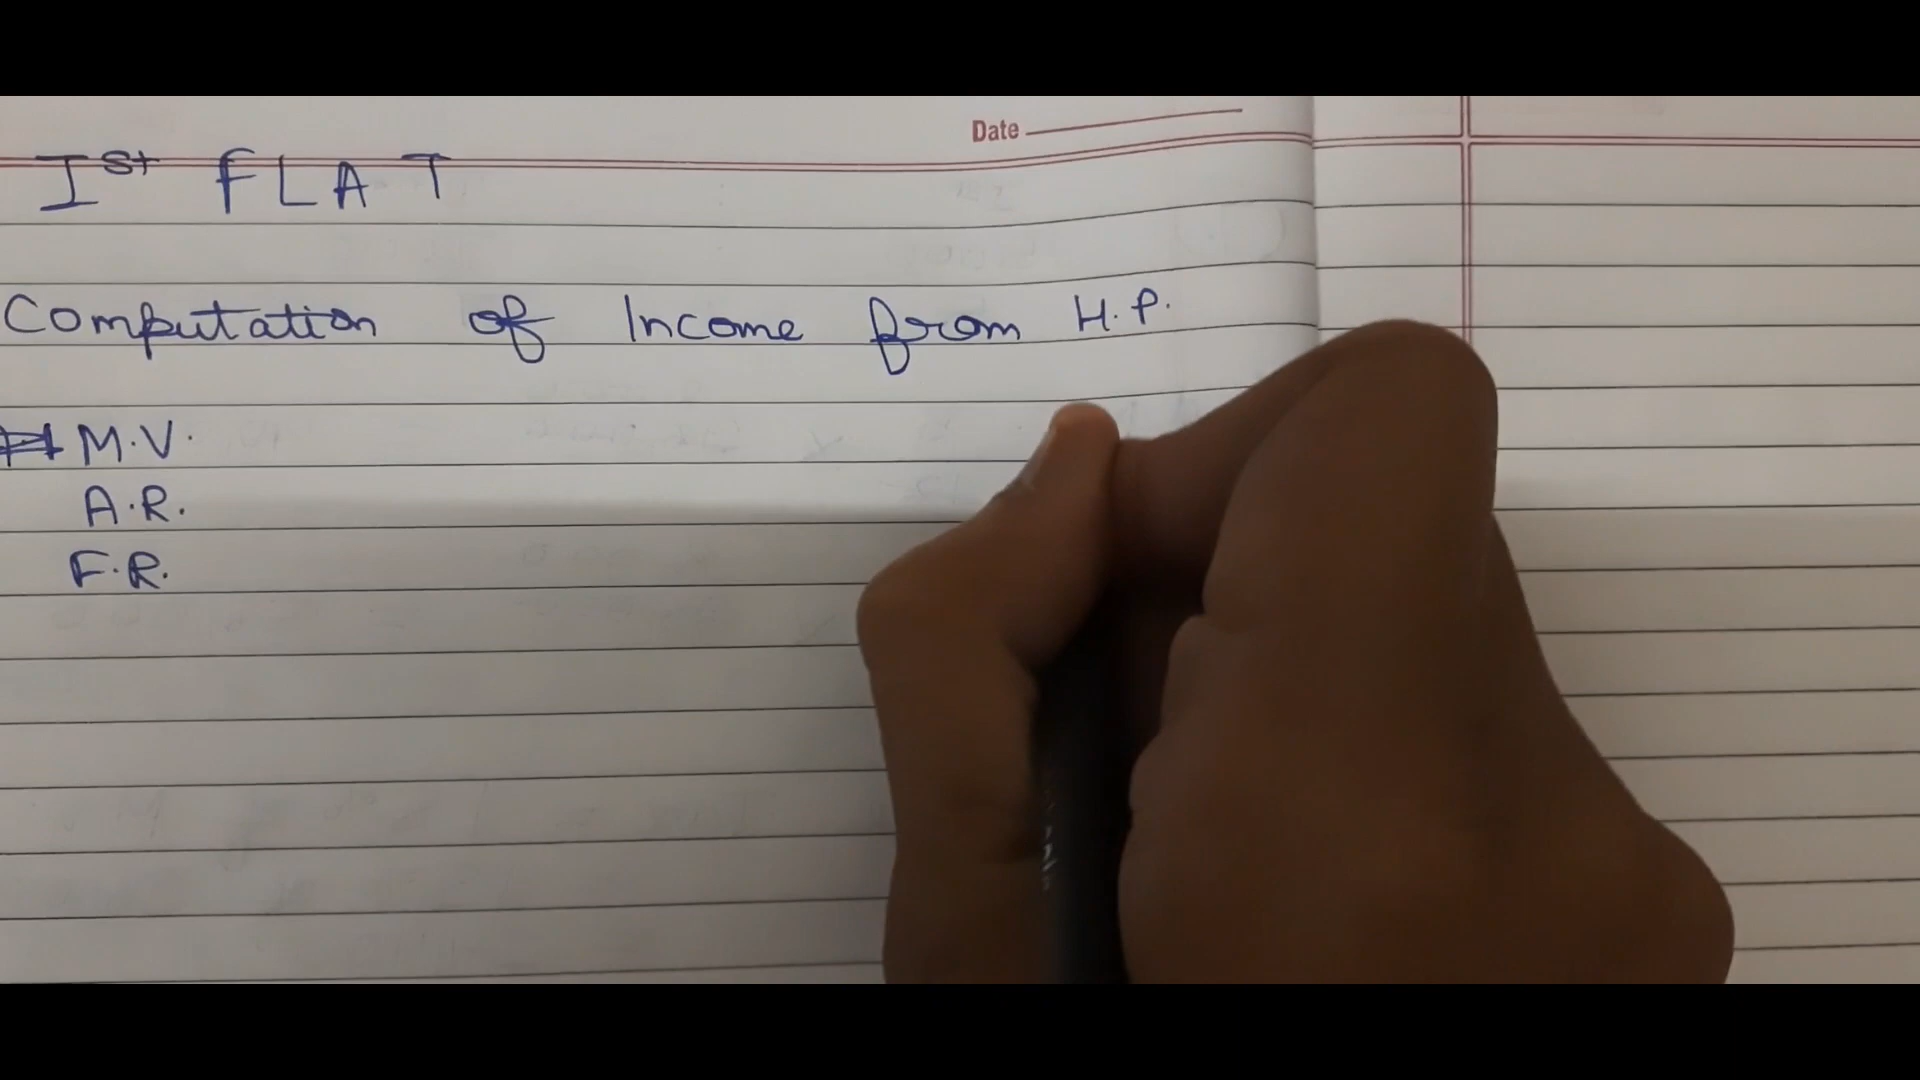 Date
Ist FLAT
Computation of Income from H.P.
M.V.
A.R.
F.R.